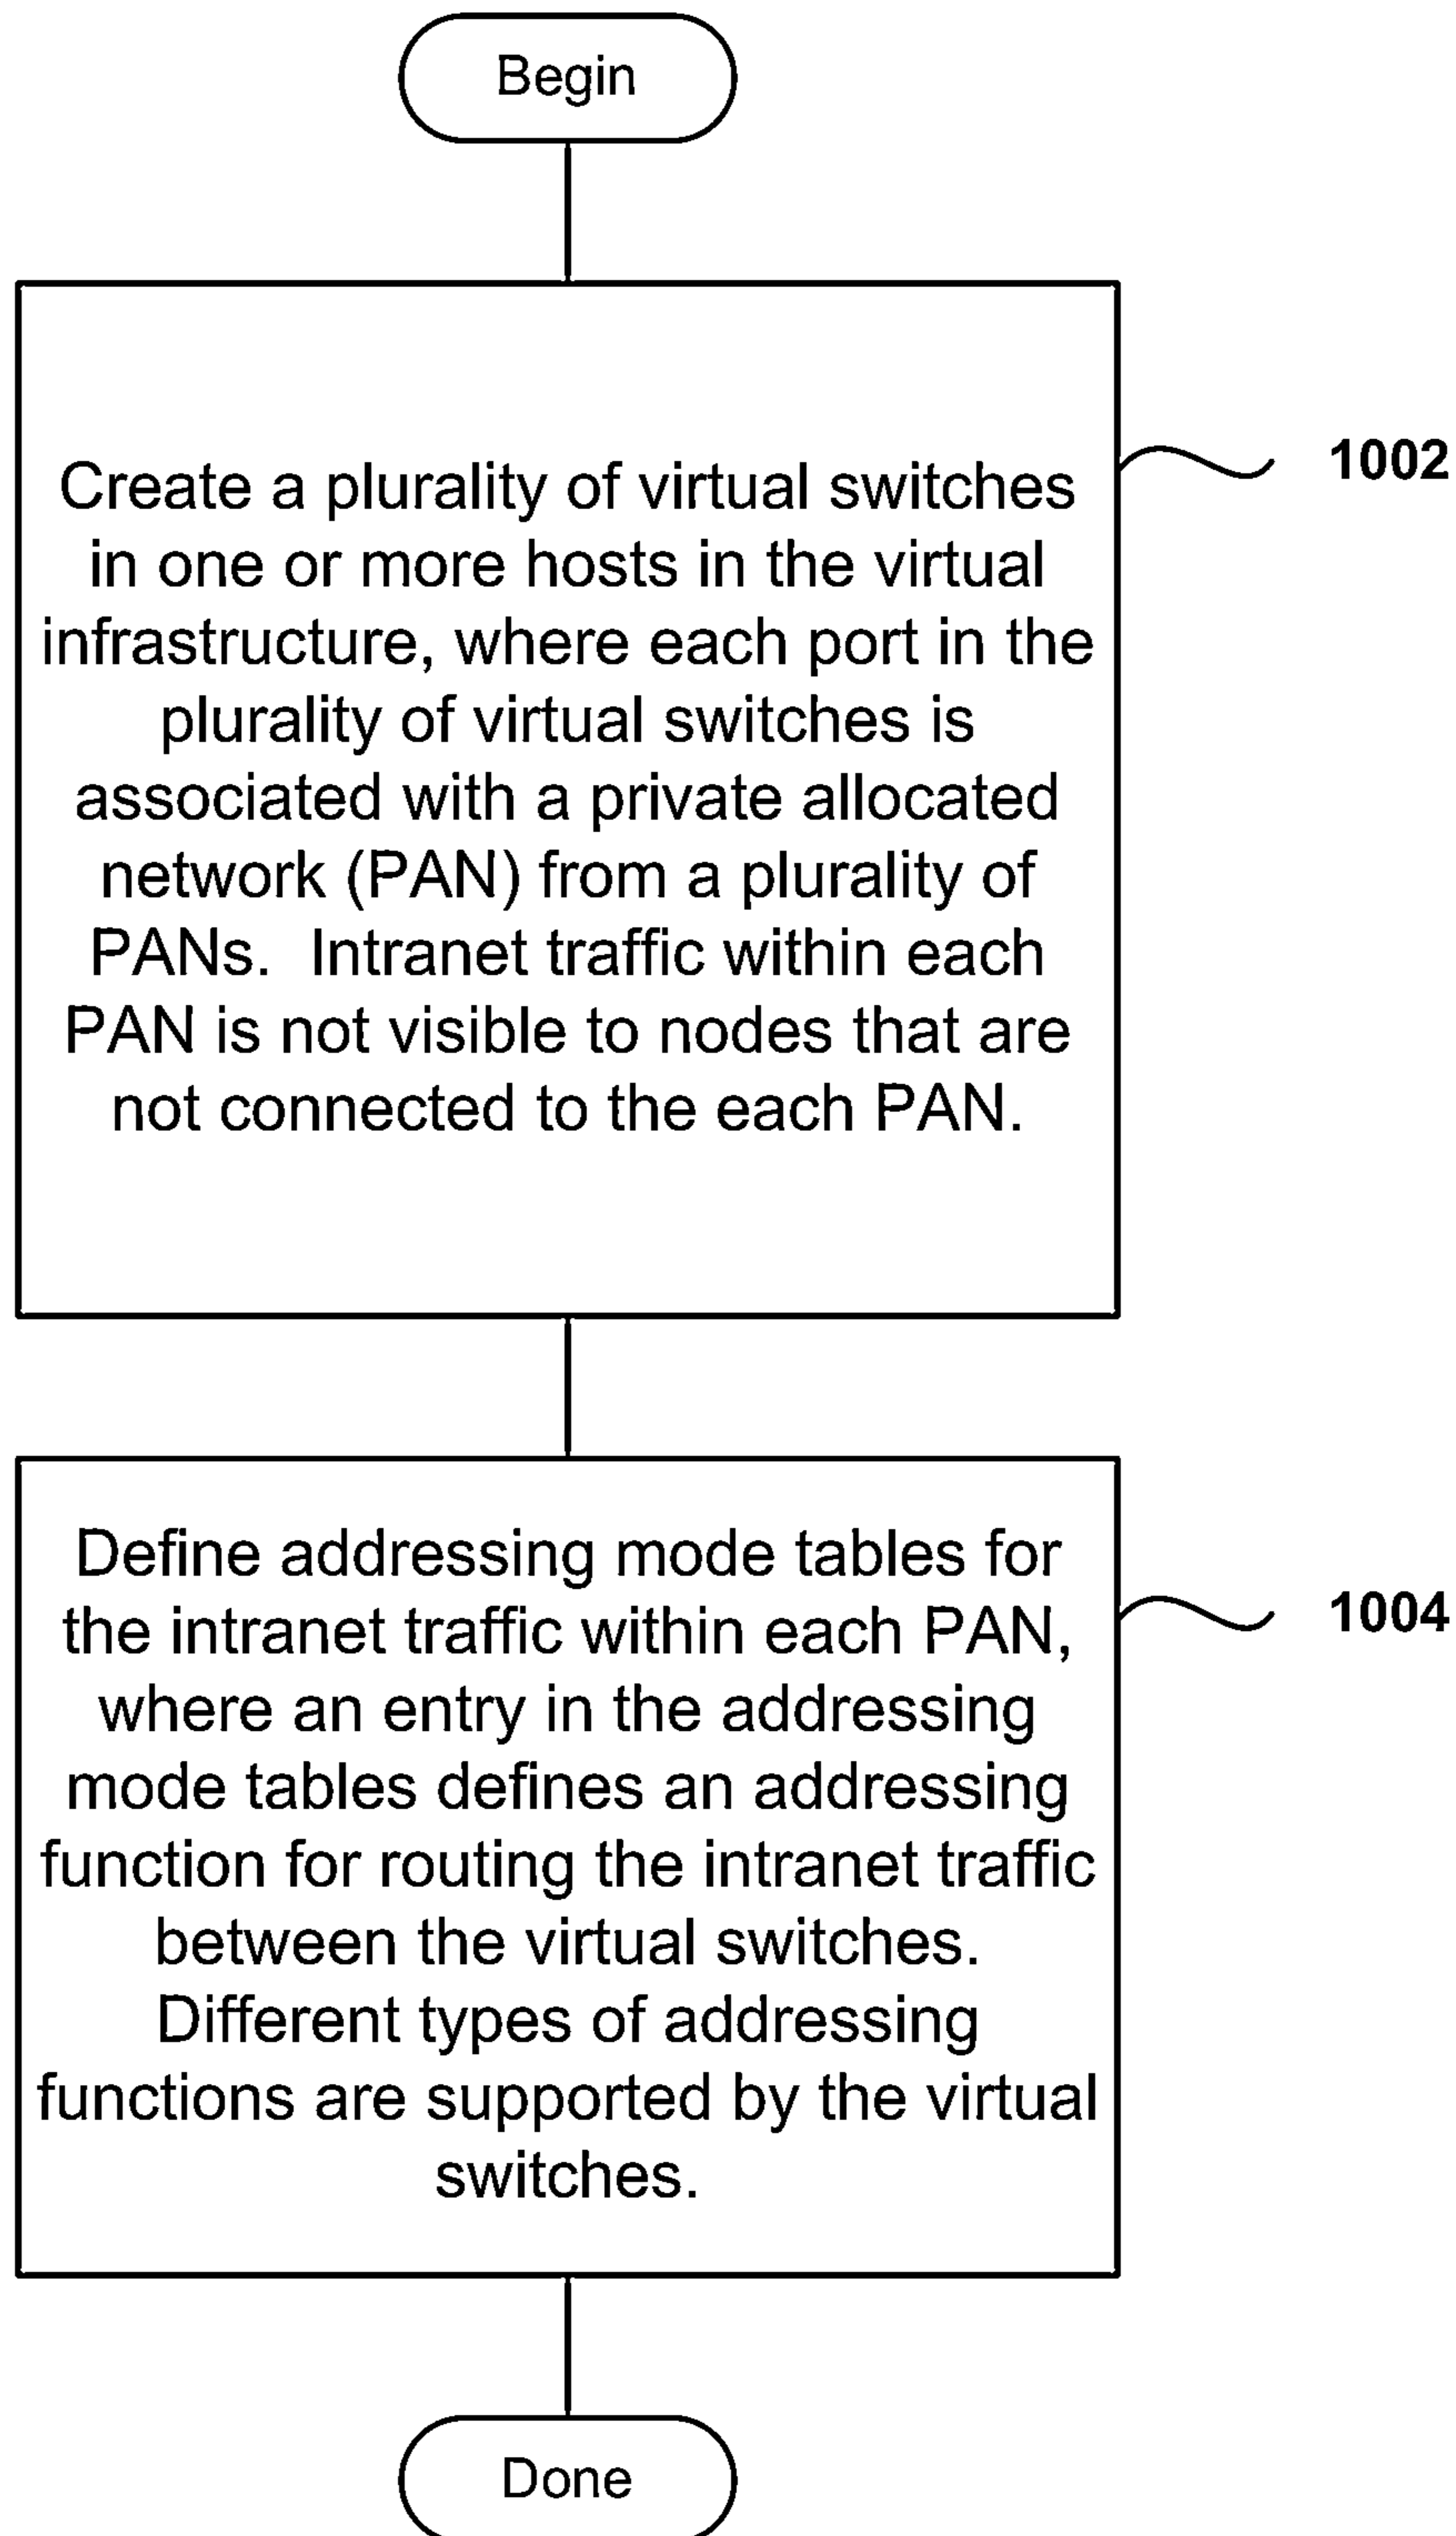 Begin
Create a plurality of virtual switches
in one or more hosts in the virtual
infrastructure, where each port in the
plurality of virtual switches is
associated with a private allocated
network (PAN) from a plurality of
PANs.  Intranet traffic within each
PAN is not visible to nodes that are
not connected to the each PAN.
1002
Define addressing mode tables for
the intranet traffic within each PAN,
where an entry in the addressing
mode tables defines an addressing
function for routing the intranet traffic
between the virtual switches.
Different types of addressing
functions are supported by the virtual
switches.
1004
Done